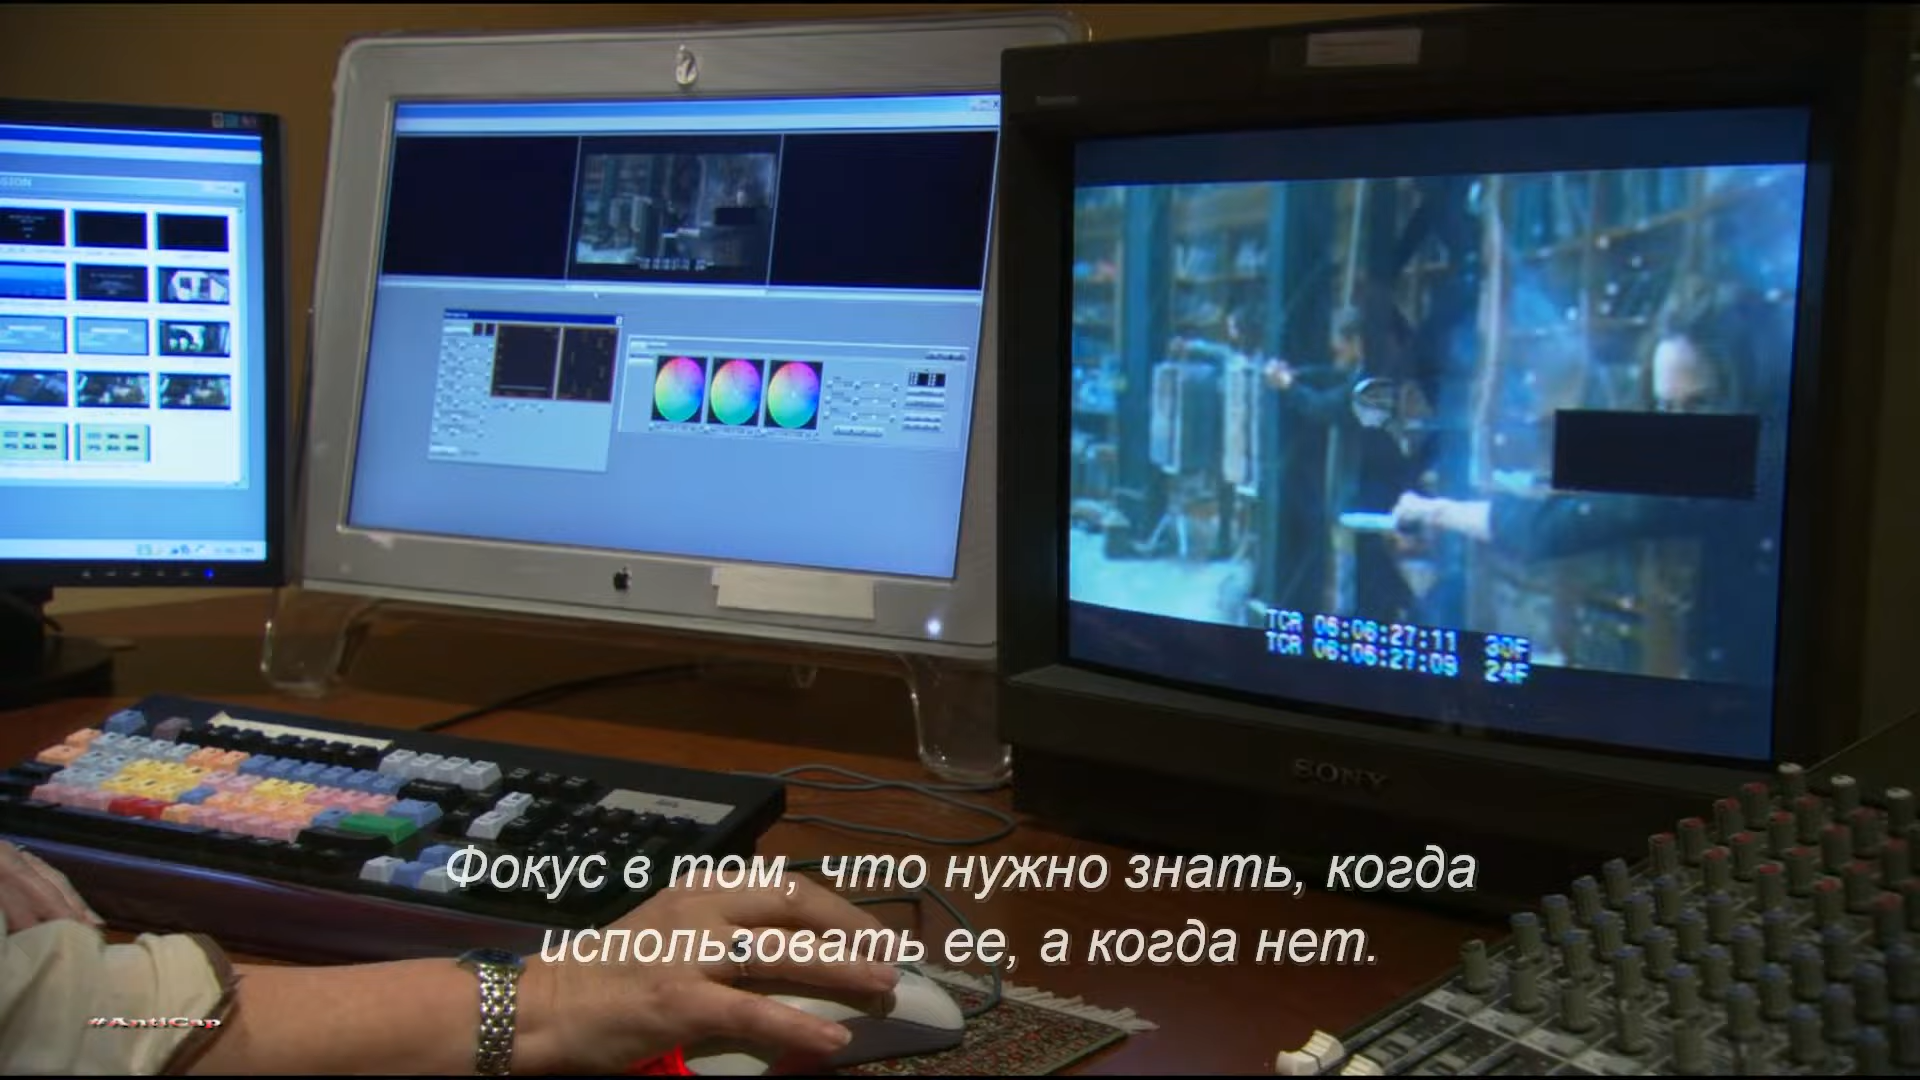 SONY
TCR 06:06:27:11 30F
TCR 06:06:27:09 24F
Фокус в том, что нужно знать, когда
использовать ее, а когда нет.
#AntiCap